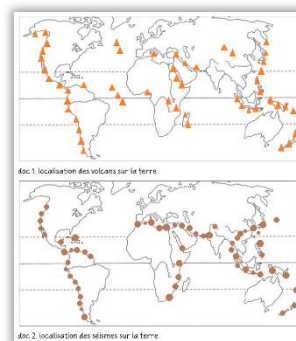 doc 1. localisation des volcans sur la terre
doc 2. localisation des séismes sur la terre